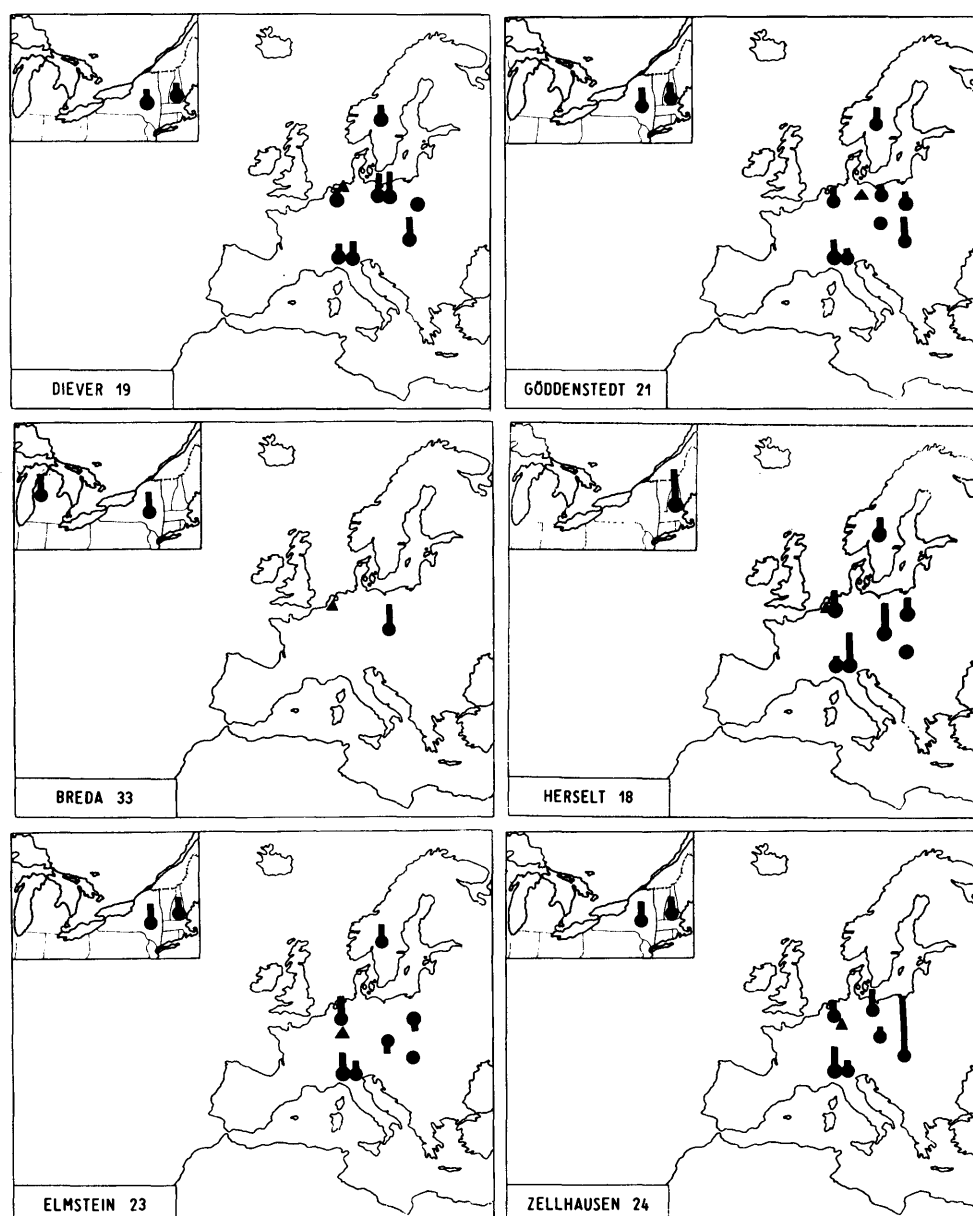 DIEVER 19
GÖDDENSTEDT 21
BREDA 33
HERSELT 18
ELMSTEIN 23
ZELLHAUSEN 24